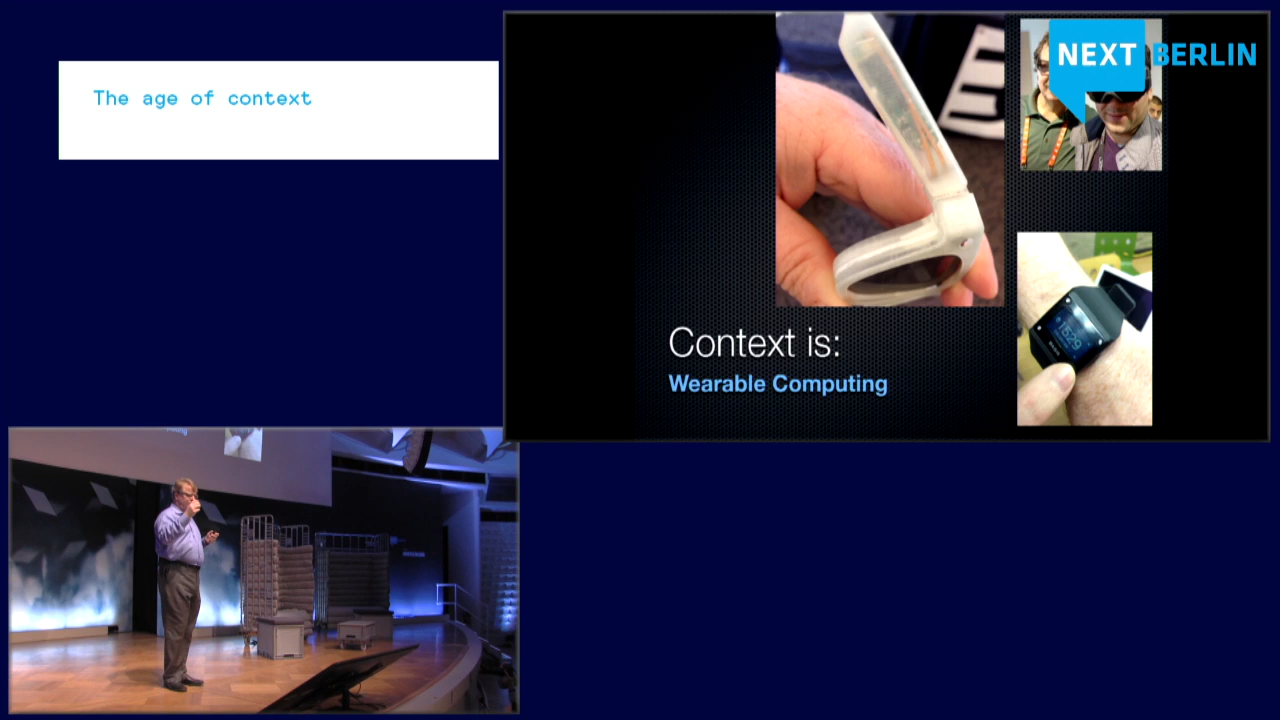 The age of context
NEXT BERLIN
Context is:
Wearable Computing